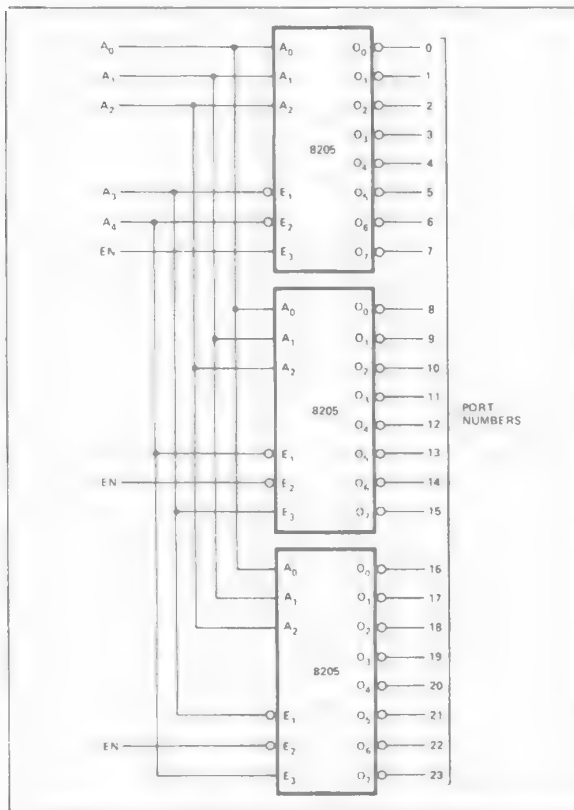 A₀ A₀ O₀ 0
A₁ A₁ O₁ 1
A₂ A₂ O₂ 2
O₃ 3
8205
O₄ 4
A₃ E₁ O₅ 5
A₄ E₂ O₆ 6
EN E₃ O₇ 7
A₀ O₀ 8
A₁ O₁ 9
A₂ O₂ 10
O₃ 11
8205
O₄ 12
PORT
NUMBERS
E₁ O₅ 13
EN E₂ O₆ 14
E₃ O₇ 15
A₀ O₀ 16
A₁ O₁ 17
A₂ O₂ 18
O₃ 19
8205
O₄ 20
E₁ O₅ 21
EN E₂ O₆ 22
E₃ O₇ 23